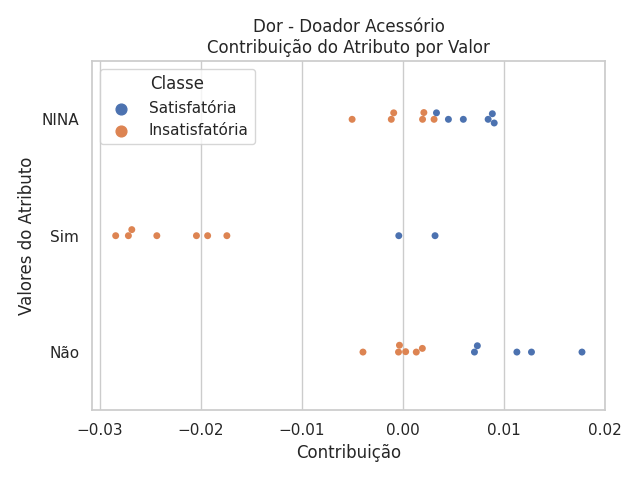 Dor - Doador Acessório
Contribuição do Atributo por Valor
Classe
Satisfatória
Insatisfatória
Valores do Atributo
NINA
Sim
Não
−0.03 −0.02 −0.01 0.00 0.01 0.02
Contribuição